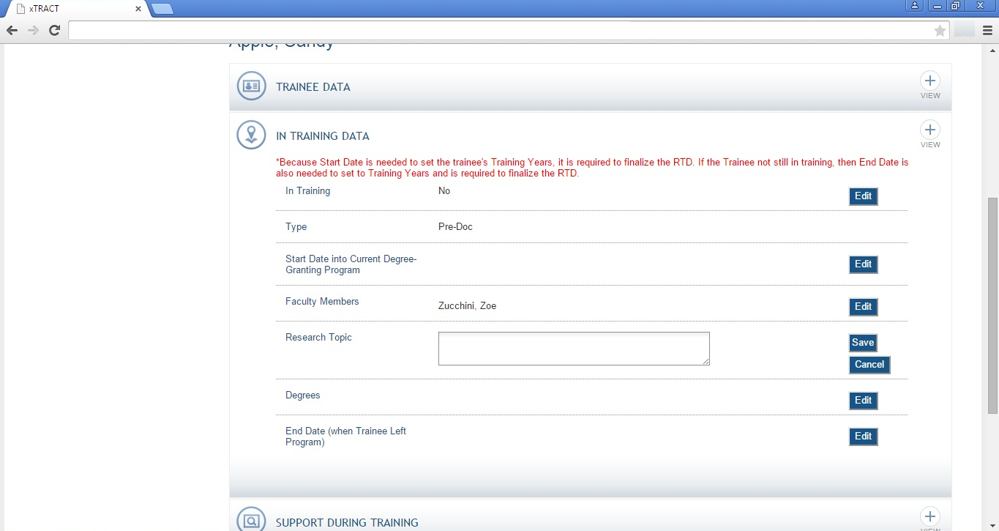 xTRACT
Apple, Candy
TRAINEE DATA
VIEW
IN TRAINING DATA
VIEW
*Because Start Date is needed to set the trainee's Training Years, it is required to finalize the RTD. If the Trainee not still in training, then End Date is
also needed to set to Training Years and is required to finalize the RTD.
In Training No Edit
Type Pre-Doc
Start Date into Current Degree-
Granting Program Edit
Faculty Members Zucchini, Zoe Edit
Research Topic Save
Cancel
Degrees Edit
End Date (when Trainee Left
Program) Edit
SUPPORT DURING TRAINING
VIEW